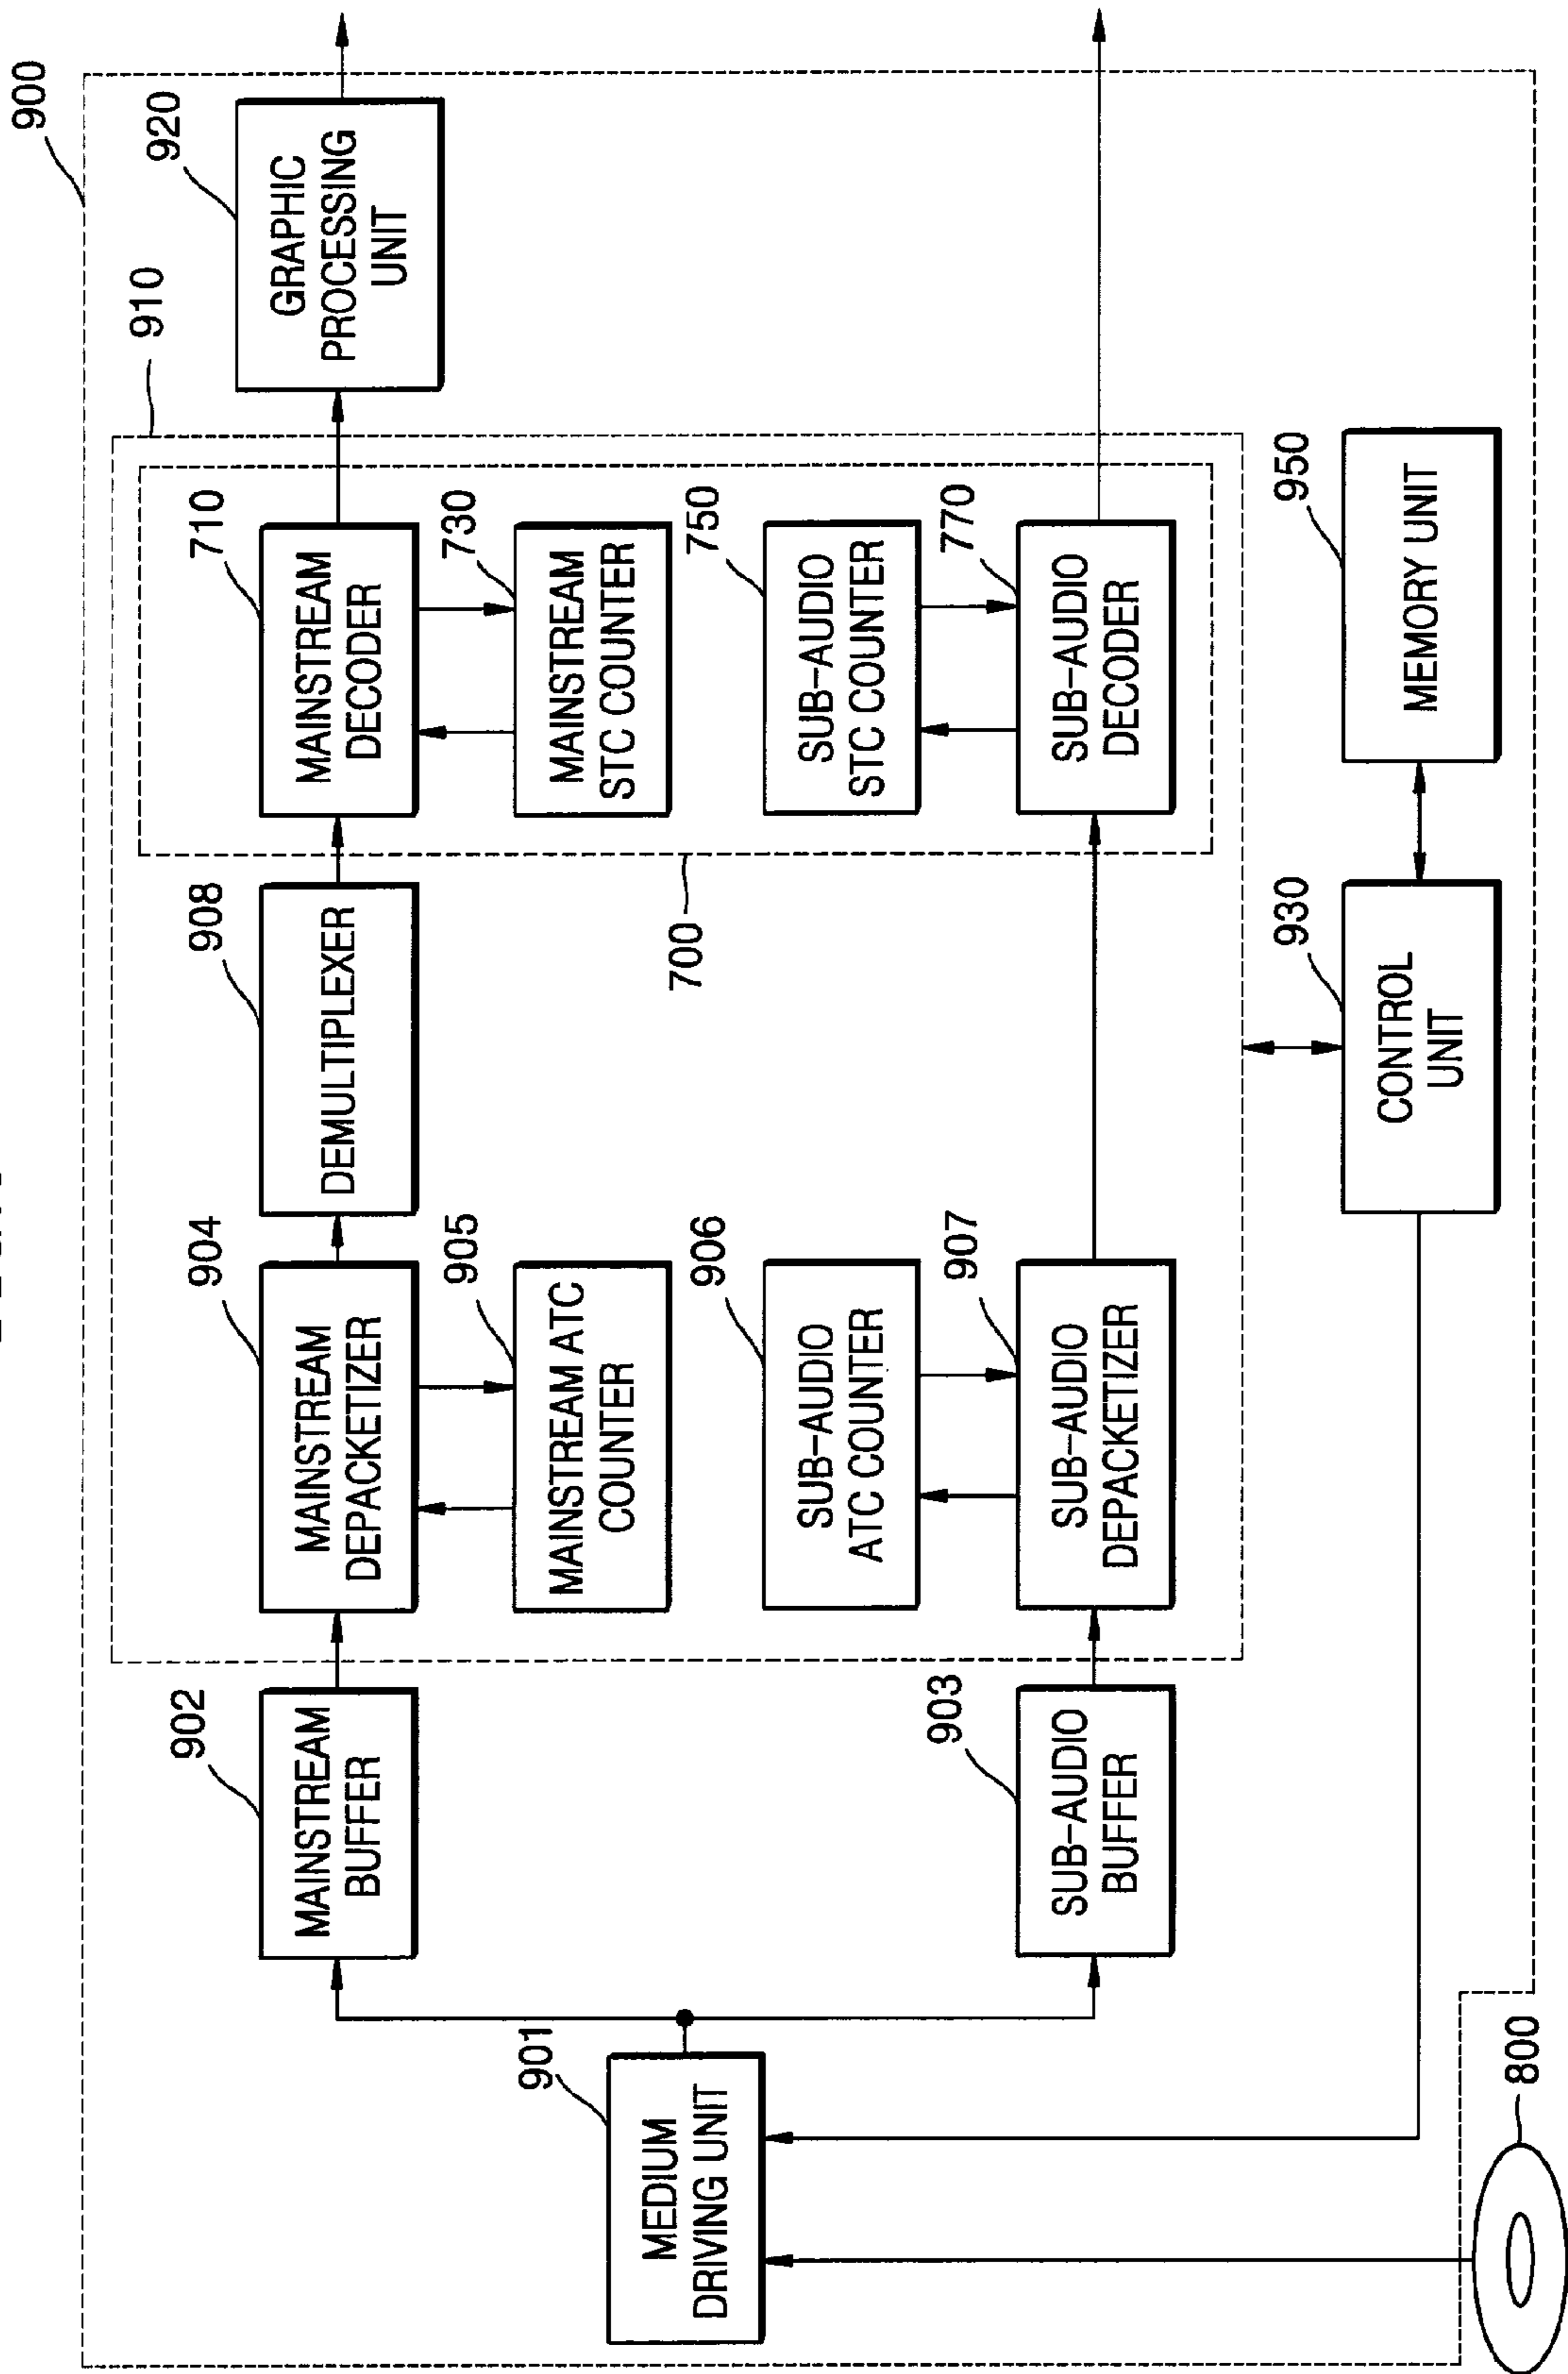 900
920
GRAPHIC
PROCESSING
UNIT
910
710
MAINSTREAM
DECODER
730
MAINSTREAM
STC COUNTER
750
SUB-AUDIO
STC COUNTER
770
SUB-AUDIO
DECODER
700
908
DEMULTIPLEXER
904
MAINSTREAM
DEPACKETIZER
905
MAINSTREAM ATC
COUNTER
906
SUB-AUDIO
ATC COUNTER
907
SUB-AUDIO
DEPACKETIZER
902
MAINSTREAM
BUFFER
903
SUB-AUDIO
BUFFER
901
MEDIUM
DRIVING UNIT
930
CONTROL
UNIT
950
MEMORY UNIT
800